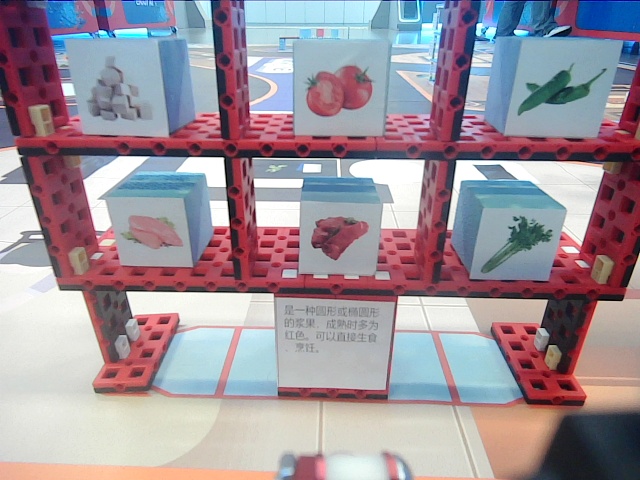 是一种圆形或椭圆形
的浆果，成熟时多为
红色。可以直接生食
、烹饪。